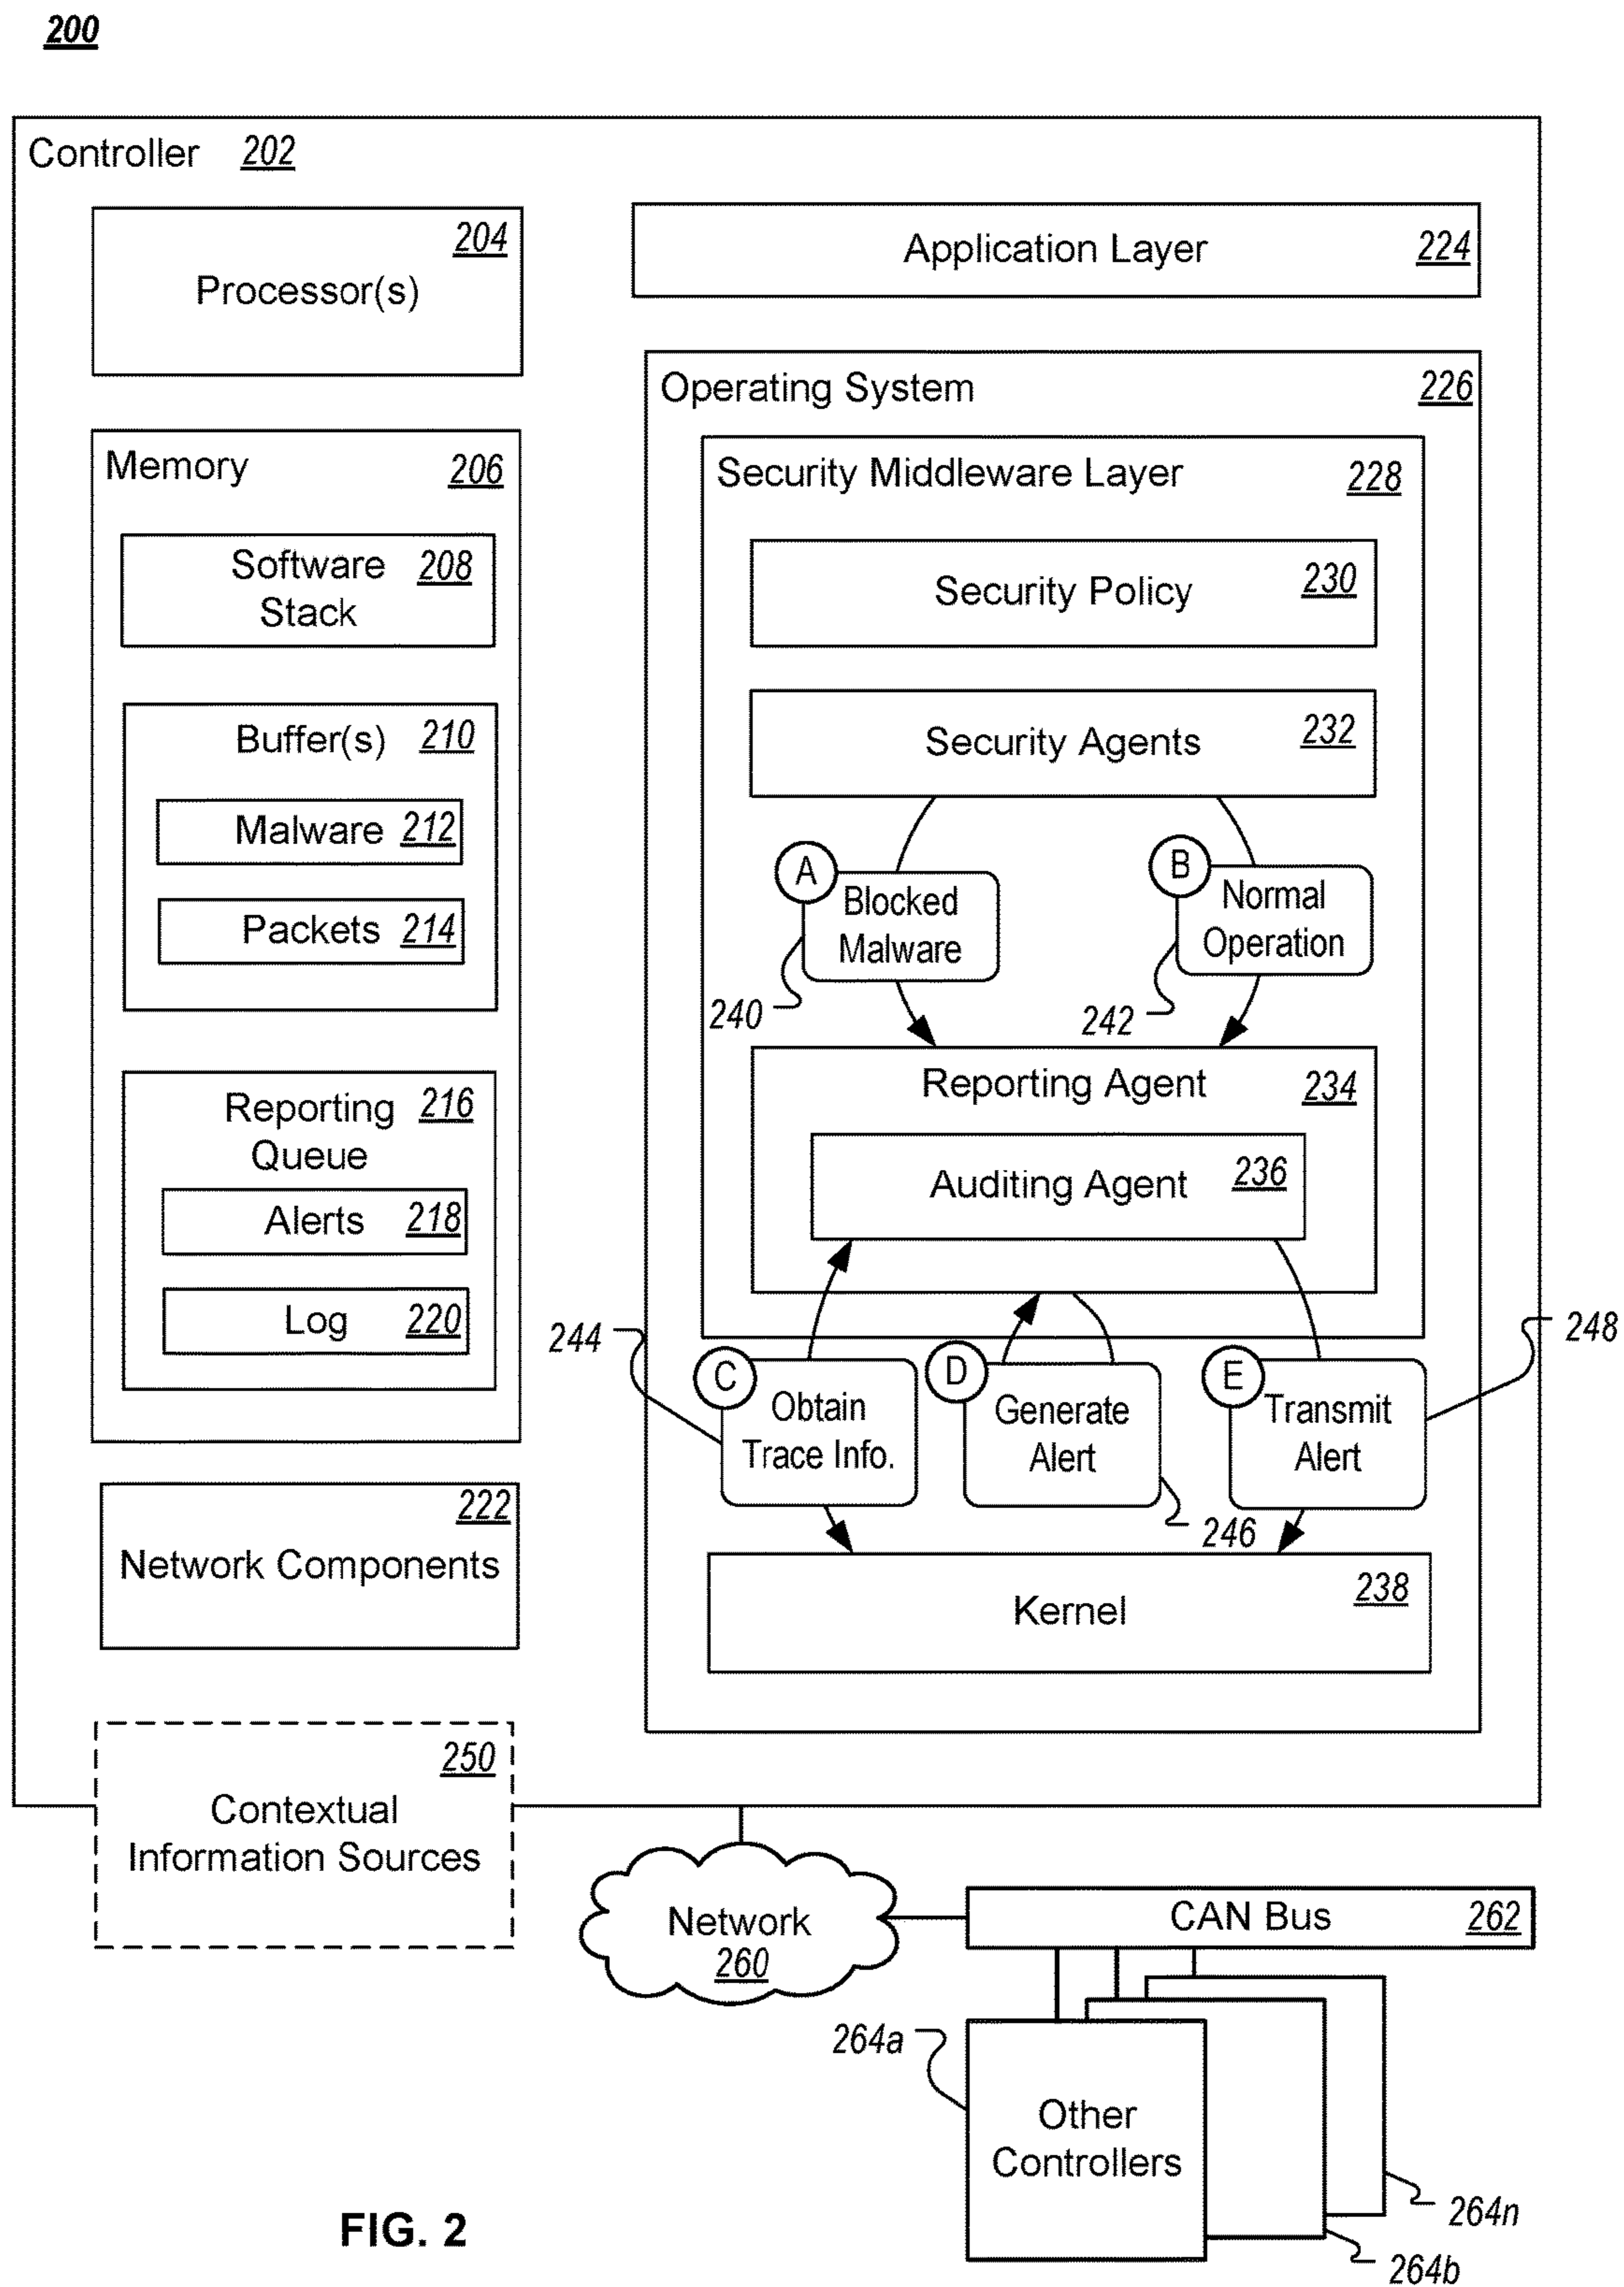 200
Controller 202
204
Processor(s)
Memory 206
Software 208
Stack
Buffer(s) 210
Malware 212
Packets 214
Reporting 216
Queue
Alerts 218
Log 220
222
Network Components
250
Contextual
Information Sources
Application Layer 224
Operating System 226
Security Middleware Layer 228
Security Policy 230
Security Agents 232
A
Blocked
Malware
240
B
Normal
Operation
242
Reporting Agent 234
Auditing Agent 236
244
C
Obtain
Trace Info.
D
Generate
Alert
246
E
Transmit
Alert
248
Kernel 238
Network
260
CAN Bus 262
264a
Other
Controllers
264n
264b
FIG. 2